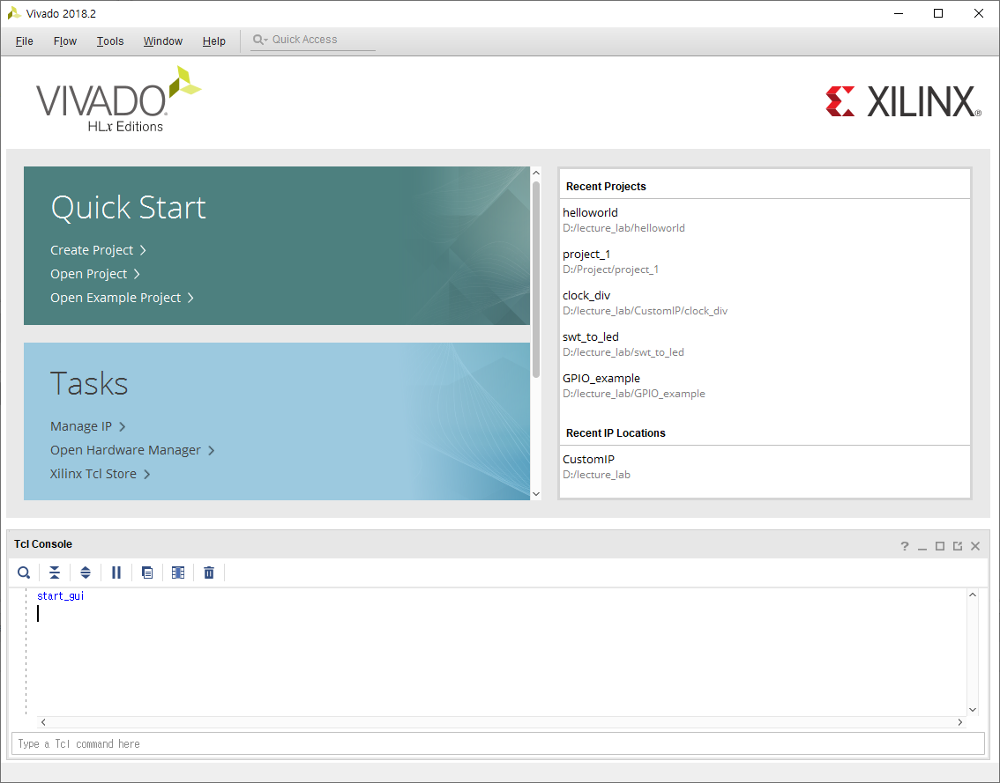 Vivado 2018.2
File Flow Tools Window Help Quick Access
VIVADO
HLx Editions
XILINX®
Quick Start
Create Project
Open Project
Open Example Project
Tasks
Manage IP
Open Hardware Manager
Xilinx Tcl Store
Recent Projects
helloworld
D:/lecture_lab/helloworld
project_1
D:/Project/project_1
clock_div
D:/lecture_lab/CustomIP/clock_div
swt_to_led
D:/lecture_lab/swt_to_led
GPIO_example
D:/lecture_lab/GPIO_example
Recent IP Locations
CustomIP
D:/lecture_lab
Tcl Console
start_gui
Type a Tcl command here